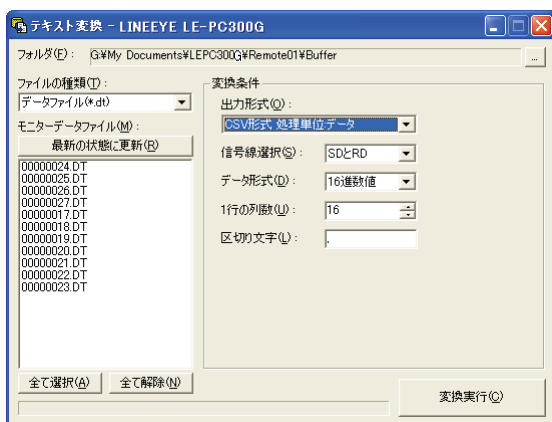 テキスト変換 - LINEEYE LE-PC300G
フォルダ(F): G:¥My Documents¥LEPC300G¥Remote01¥Buffer
...
ファイルの種類(T):
データファイル(*.dt)
モニターデータファイル(M):
最新の状態に更新(R)
00000024.DT
00000025.DT
00000026.DT
00000027.DT
00000017.DT
00000018.DT
00000019.DT
00000020.DT
00000021.DT
00000022.DT
00000023.DT
全て選択(A)
全て解除(N)
変換条件
出力形式(O):
CSV形式 処理単位データ
信号線選択(S): SDとRD
データ形式(D): 16進数値
1行の列数(U): 16
区切り文字(L): ,
変換実行(C)